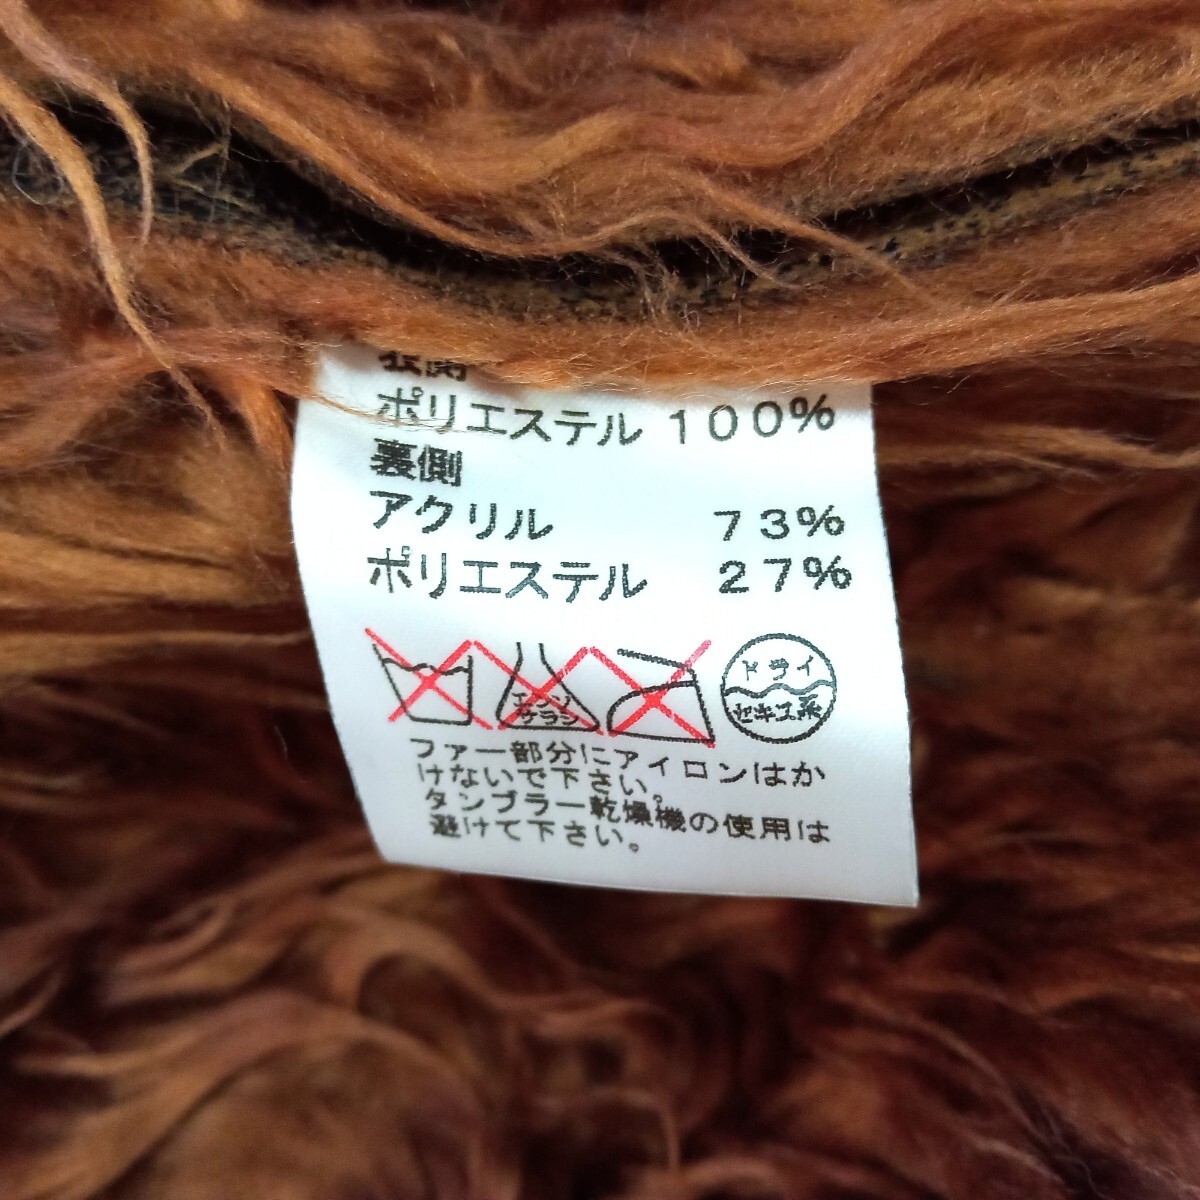 表側
ポリエステル 100%
裏側
アクリル 73%
ポリエステル 27%
エンソ
サラシ
ドライ
セキユ系
ファー部分にアイロンはか
けないで下さい。
タンブラー乾燥機の使用は
避けて下さい。